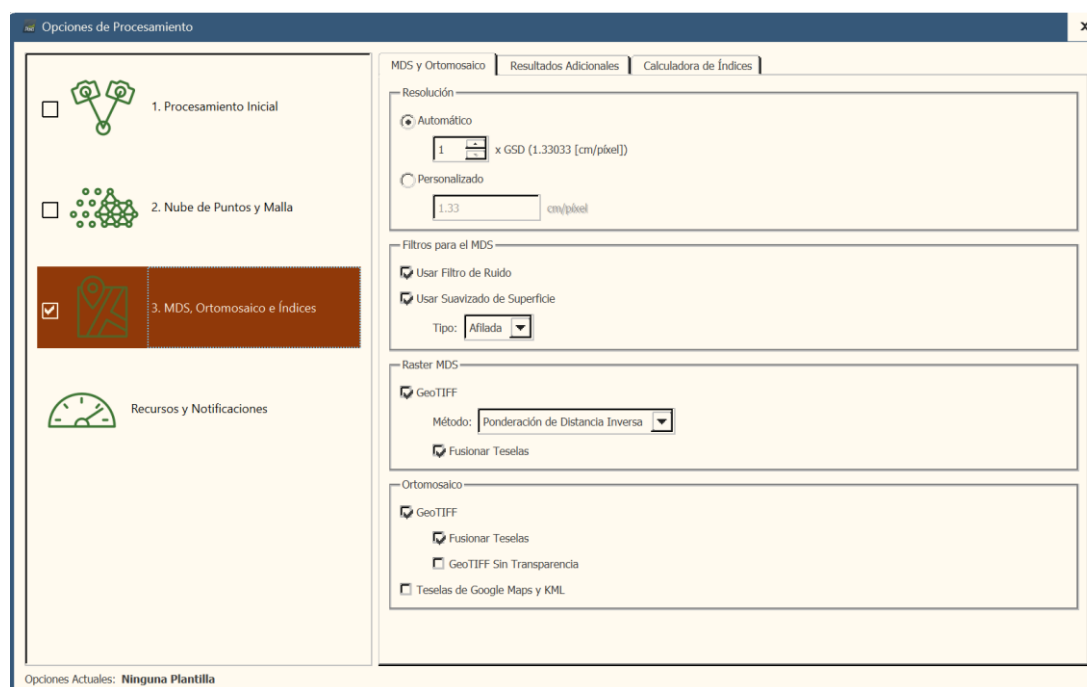 Opciones de Procesamiento
x
1. Procesamiento Inicial
2. Nube de Puntos y Malla
3. MDS, Ortomosaico e Índices
Recursos y Notificaciones
MDS y Ortomosaico Resultados Adicionales Calculadora de Índices
Resolución
Automático
1 x GSD (1.33033 [cm/píxel])
Personalizado
1.33 cm/píxel
Filtros para el MDS
Usar Filtro de Ruido
Usar Suavizado de Superficie
Tipo: Afilada
Raster MDS
GeoTIFF
Método: Ponderación de Distancia Inversa
Fusionar Teselas
Ortomosaico
GeoTIFF
Fusionar Teselas
GeoTIFF Sin Transparencia
Teselas de Google Maps y KML
Opciones Actuales: Ninguna Plantilla